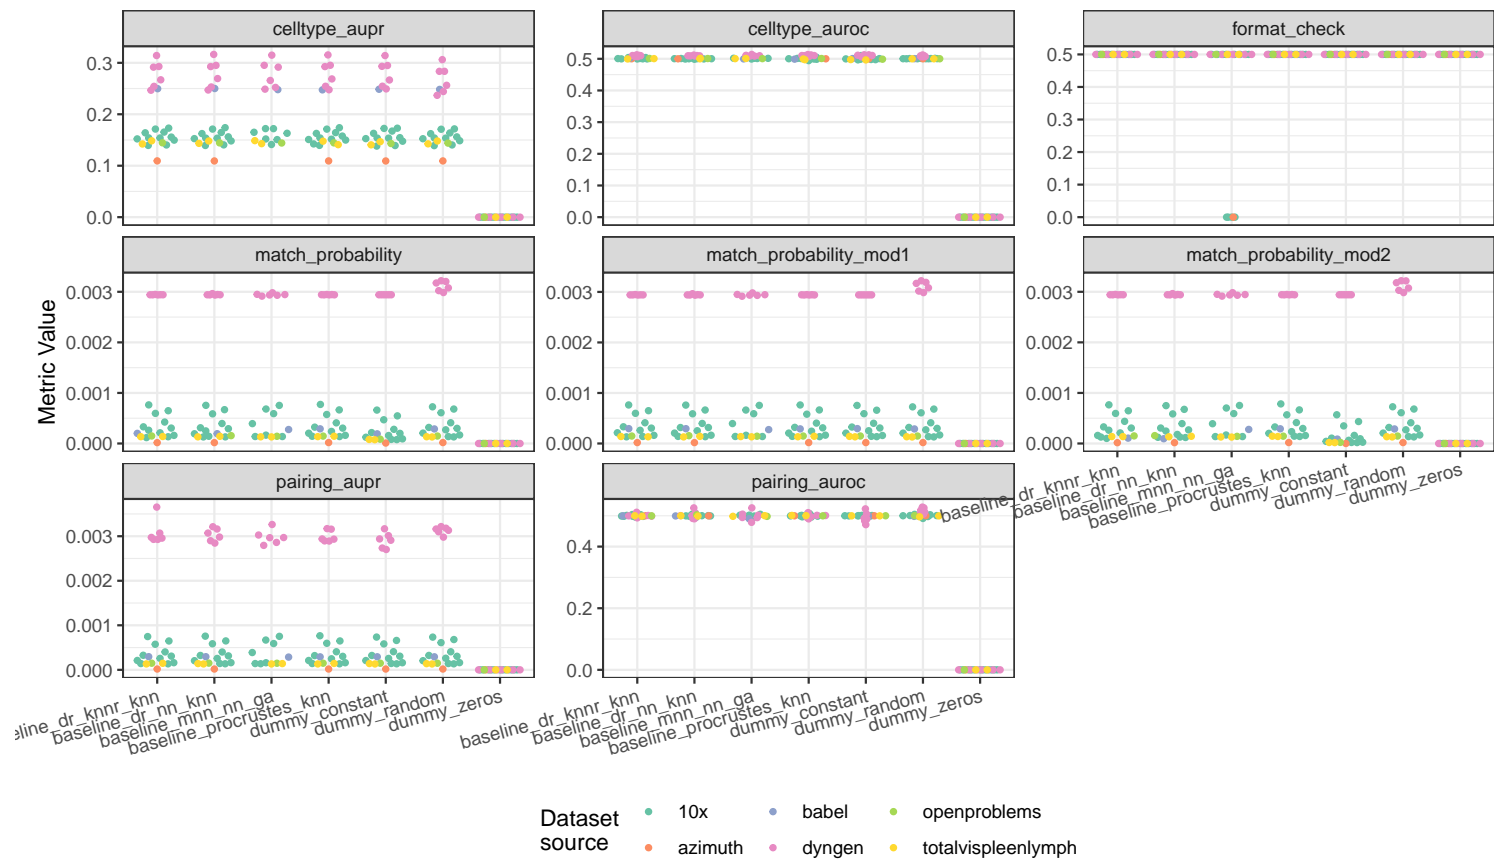 celltype_aupr
celltype_auroc
format_check
0.3
0.2
0.1
0.0
0.5
0.4
0.3
0.2
0.1
0.0
0.5
0.4
0.3
0.2
0.1
0.0
match_probability
match_probability_mod1
match_probability_mod2
0.003
0.002
0.001
0.000
0.003
0.002
0.001
0.000
0.003
0.002
0.001
0.000
Metric Value
baseline_dr_knnr_knn
baseline_dr_nn_knn
baseline_mnn_nn_ga
baseline_procrustes_knn
dummy_constant
dummy_random
dummy_zeros
pairing_aupr
pairing_auroc
0.003
0.002
0.001
0.000
0.4
0.2
0.0
eline_dr_knnr_knn
baseline_dr_nn_knn
baseline_mnn_nn_ga
baseline_procrustes_knn
dummy_constant
dummy_random
dummy_zeros
baseline_dr_knnr_knn
baseline_dr_nn_knn
baseline_mnn_nn_ga
baseline_procrustes_knn
dummy_constant
dummy_random
dummy_zeros
Dataset
source
10x
babel
openproblems
azimuth
dyngen
totalvispleenlymph